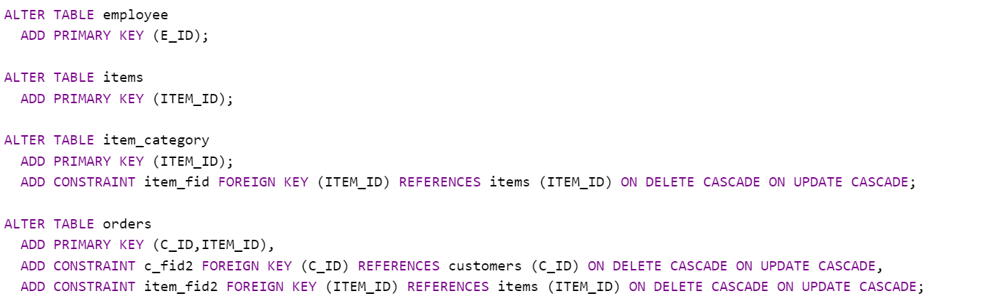 ALTER TABLE employee
ADD PRIMARY KEY (E_ID);
ALTER TABLE items
ADD PRIMARY KEY (ITEM_ID);
ALTER TABLE item_category
ADD PRIMARY KEY (ITEM_ID);
ADD CONSTRAINT item_fid FOREIGN KEY (ITEM_ID) REFERENCES items (ITEM_ID) ON DELETE CASCADE ON UPDATE CASCADE;
ALTER TABLE orders
ADD PRIMARY KEY (C_ID,ITEM_ID),
ADD CONSTRAINT c_fid2 FOREIGN KEY (C_ID) REFERENCES customers (C_ID) ON DELETE CASCADE ON UPDATE CASCADE,
ADD CONSTRAINT item_fid2 FOREIGN KEY (ITEM_ID) REFERENCES items (ITEM_ID) ON DELETE CASCADE ON UPDATE CASCADE;